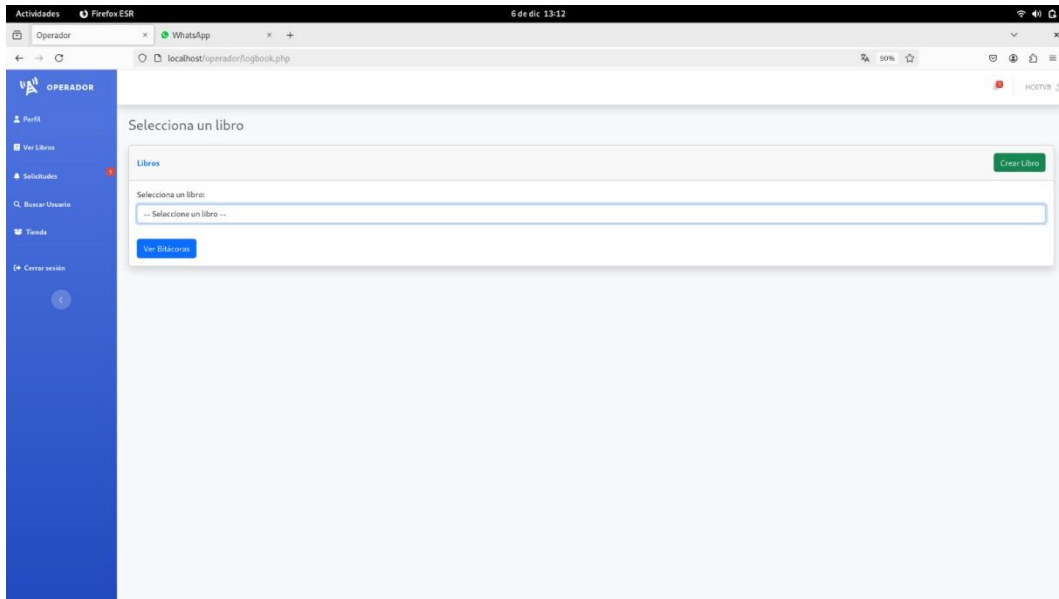 Actividades Firefox ESR 6 de dic 13:12
Operador × WhatsApp × +
localhost/operador/logbook.php 90%
OPERADOR
HC6TVB
Perfil
Ver Libros
Solicitudes
Buscar Usuario
Tienda
Cerrar sesión
Selecciona un libro
Libros Crear Libro
Selecciona un libro:
-- Seleccione un libro --
Ver Bitácoras